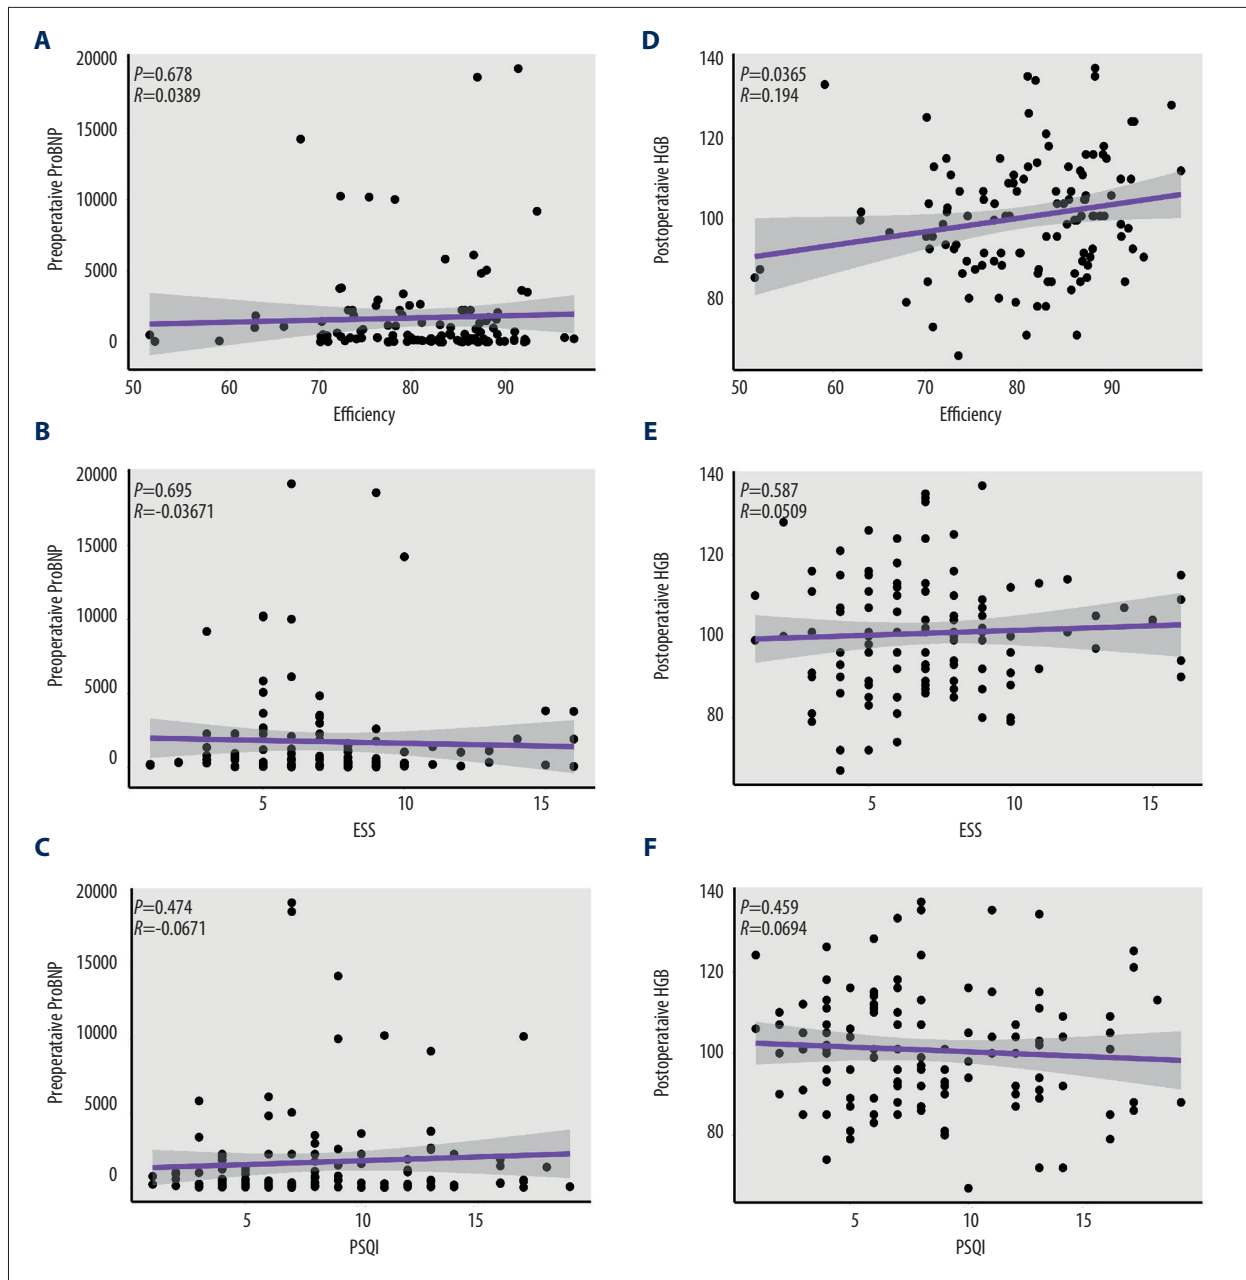 A
P=0.678
R=0.0389
Preoperataive ProBNP
20000
15000
10000
5000
0
50 60 70 80 90
Efficiency
B
P=0.695
R=-0.03671
Preoperataive ProBNP
20000
15000
10000
5000
0
5 10 15
ESS
C
P=0.474
R=-0.0671
Preoperataive ProBNP
20000
15000
10000
5000
0
5 10 15
PSQI
D
P=0.0365
R=0.194
Postoperataive HGB
140
120
100
80
50 60 70 80 90
Efficiency
E
P=0.587
R=0.0509
Postoperataive HGB
140
120
100
80
5 10 15
ESS
F
P=0.459
R=0.0694
Postoperataive HGB
140
120
100
80
5 10 15
PSQI